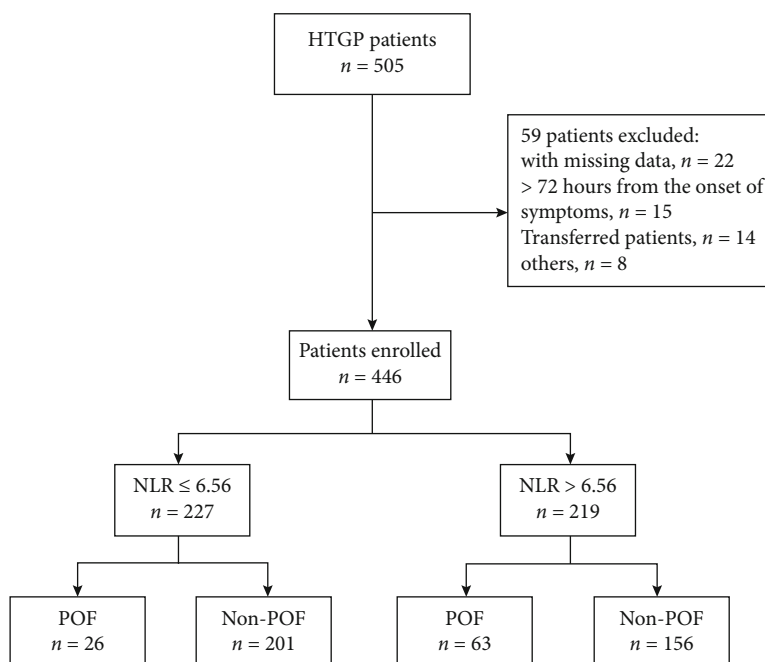 HTGP patients
n = 505
59 patients excluded:
with missing data, n = 22
> 72 hours from the onset of
symptoms, n = 15
Transferred patients, n = 14
others, n = 8
Patients enrolled
n = 446
NLR ≤ 6.56
n = 227
NLR > 6.56
n = 219
POF
n = 26
Non-POF
n = 201
POF
n = 63
Non-POF
n = 156